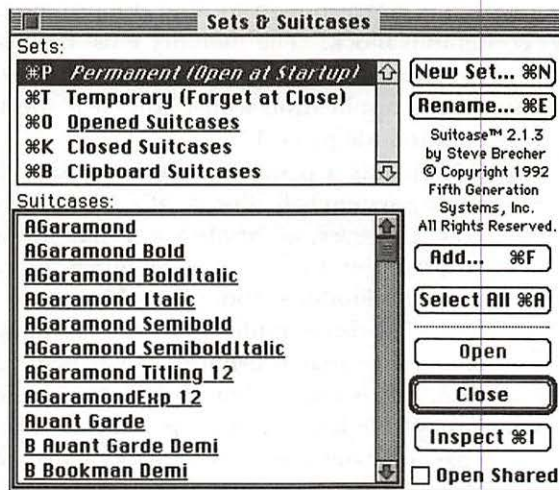 Sets & Suitcases
Sets:
⌘P Permanent (Open at Startup)
⌘T Temporary (Forget at Close)
⌘O Opened Suitcases
⌘K Closed Suitcases
⌘B Clipboard Suitcases
Suitcases:
AGaramond
AGaramond Bold
AGaramond BoldItalic
AGaramond Italic
AGaramond Semibold
AGaramond SemiboldItalic
AGaramond Titling 12
AGaramondExp 12
Avant Garde
B Avant Garde Demi
B Bookman Demi
New Set... ⌘N
Rename... ⌘E
Suitcase™ 2.1.3
by Steve Brecher
© Copyright 1992
Fifth Generation
Systems, Inc.
All Rights Reserved.
Add... ⌘F
Select All ⌘A
Open
Close
Inspect ⌘I
Open Shared